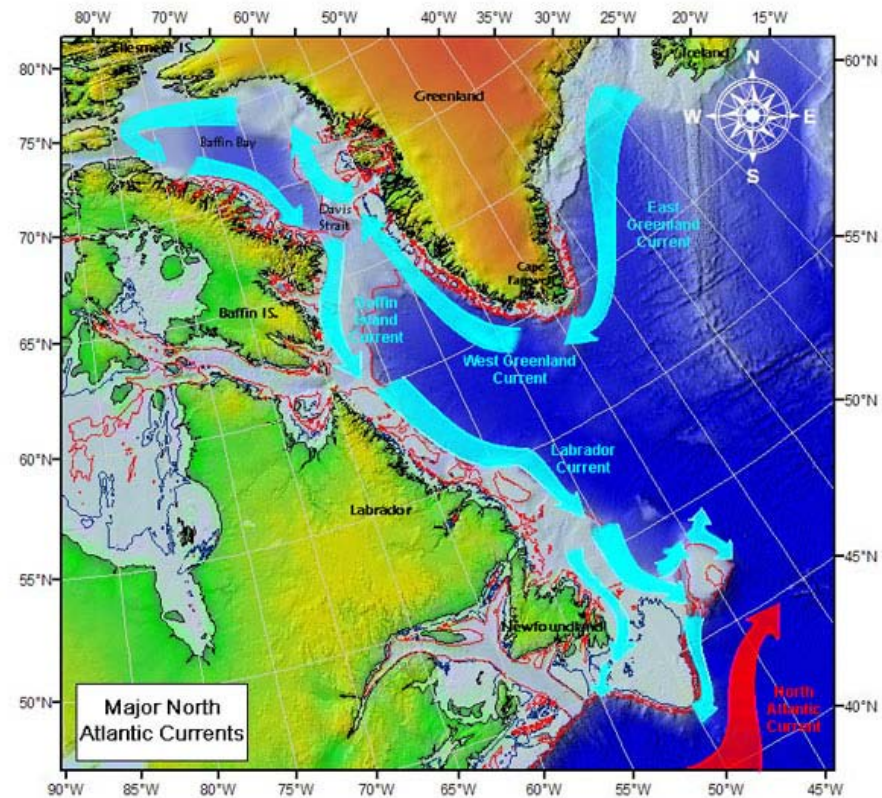 80°W 75°W 70°W 65°W 60°W 55°W 50°W 45°W 40°W 35°W 30°W 25°W 20°W 15°W
Ellesmere IS.
Iceland
N
80°N
60°N
Greenland
W
E
75°N
Baffin Bay
S
Davis
Strait
East
Greenland
Current
70°N
55°N
Cape
Baffin IS.
Baffin
Island
Current
65°N
West Greenland
Current
50°N
60°N
Labrador
Current
Labrador
55°N
45°N
Newfoundland
50°N
Major North
Atlantic Currents
North
Atlantic
Current
40°N
90°W 85°W 80°W 75°W 70°W 65°W 60°W 55°W 50°W 45°W